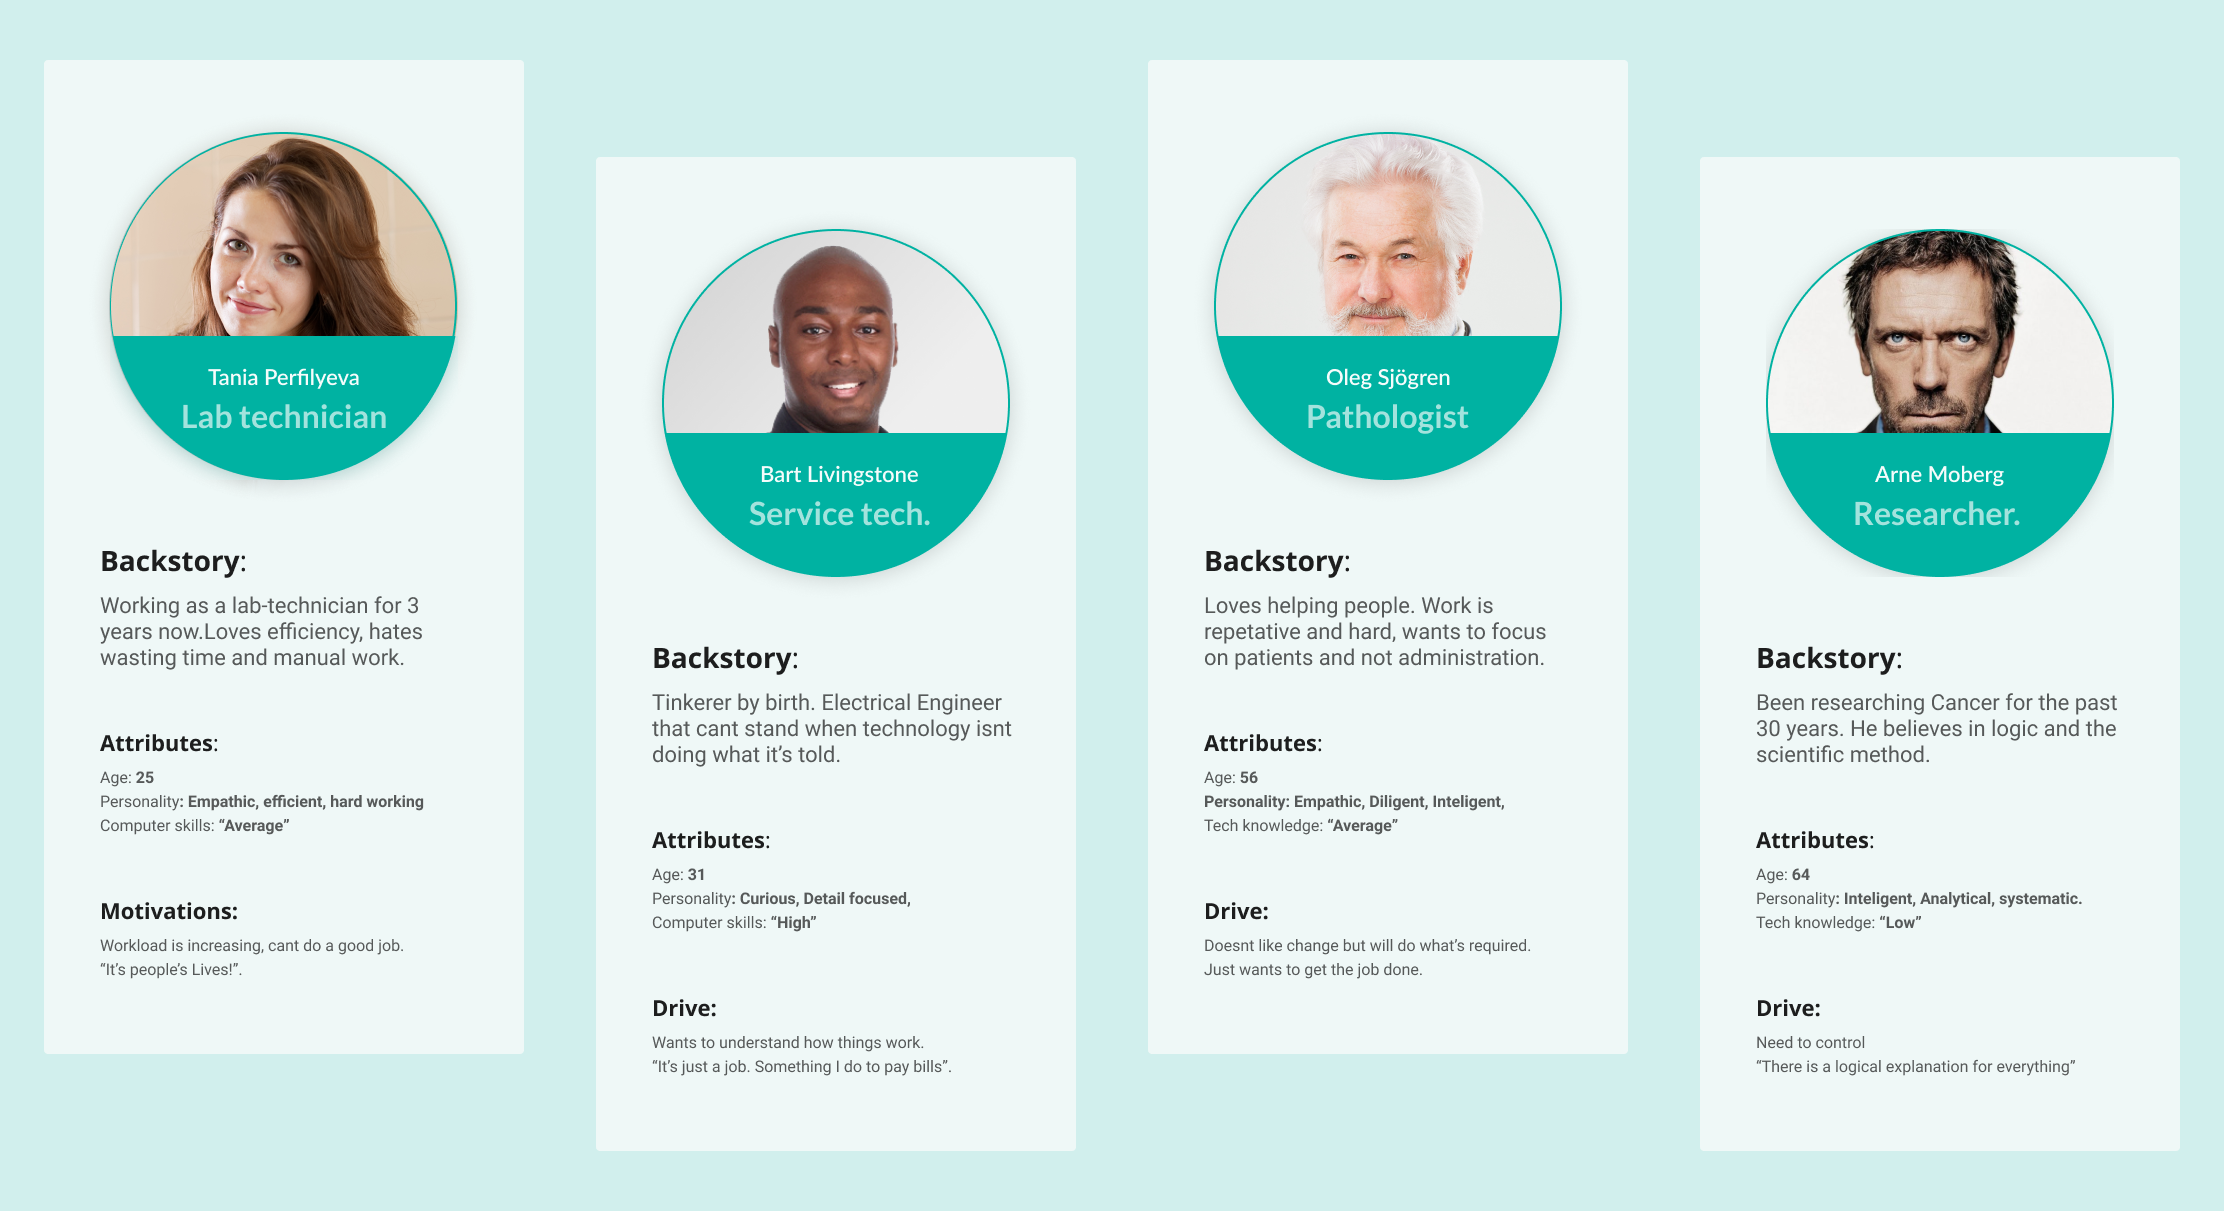 Tania Perfilyeva
Lab technician
Backstory:
Working as a lab-technician for 3
years now.Loves efficiency, hates
wasting time and manual work.
Attributes:
Age: 25
Personality: Empathic, efficient, hard working
Computer skills: “Average”
Motivations:
Workload is increasing, cant do a good job.
“It’s people’s Lives!”.
Bart Livingstone
Service tech.
Backstory:
Tinkerer by birth. Electrical Engineer
that cant stand when technology isnt
doing what it’s told.
Attributes:
Age: 31
Personality: Curious, Detail focused,
Computer skills: “High”
Drive:
Wants to understand how things work.
“It’s just a job. Something I do to pay bills”.
Oleg Sjögren
Pathologist
Backstory:
Loves helping people. Work is
repetative and hard, wants to focus
on patients and not administration.
Attributes:
Age: 56
Personality: Empathic, Diligent, Inteligent,
Tech knowledge: “Average”
Drive:
Doesnt like change but will do what’s required.
Just wants to get the job done.
Arne Moberg
Researcher.
Backstory:
Been researching Cancer for the past
30 years. He believes in logic and the
scientific method.
Attributes:
Age: 64
Personality: Inteligent, Analytical, systematic.
Tech knowledge: “Low”
Drive:
Need to control
“There is a logical explanation for everything”